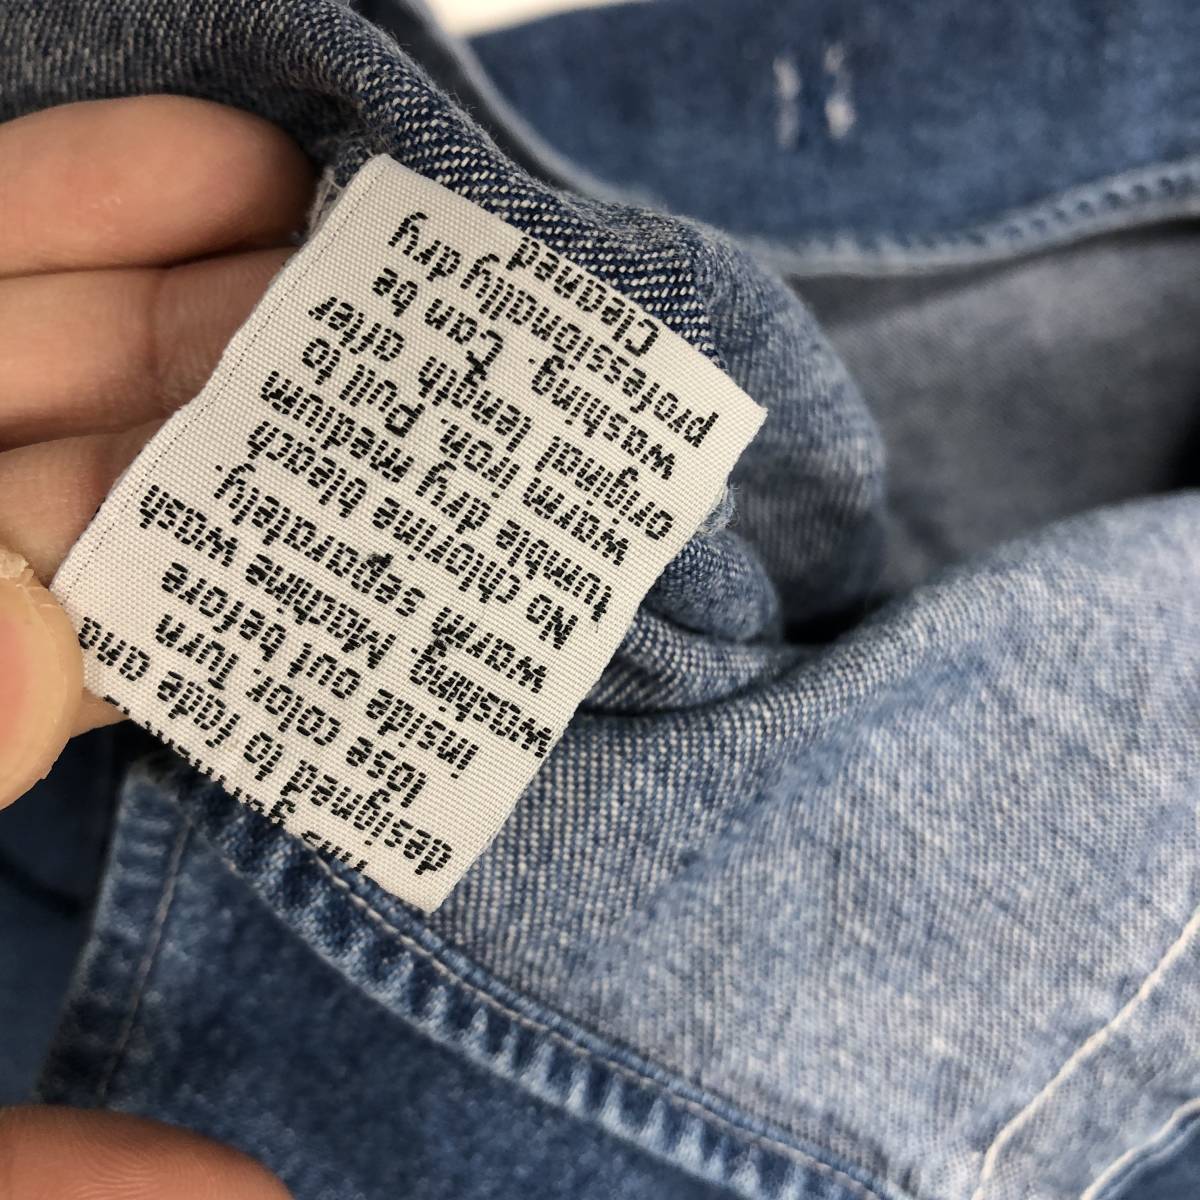 designed to fade and
lose color, turn
inside out before
washing. Machine wash
warm separately.
No chlorine bleach
tumble dry medium
warm iron. Pull to
original length after
washing. Can be
professionally dry
Cleaned